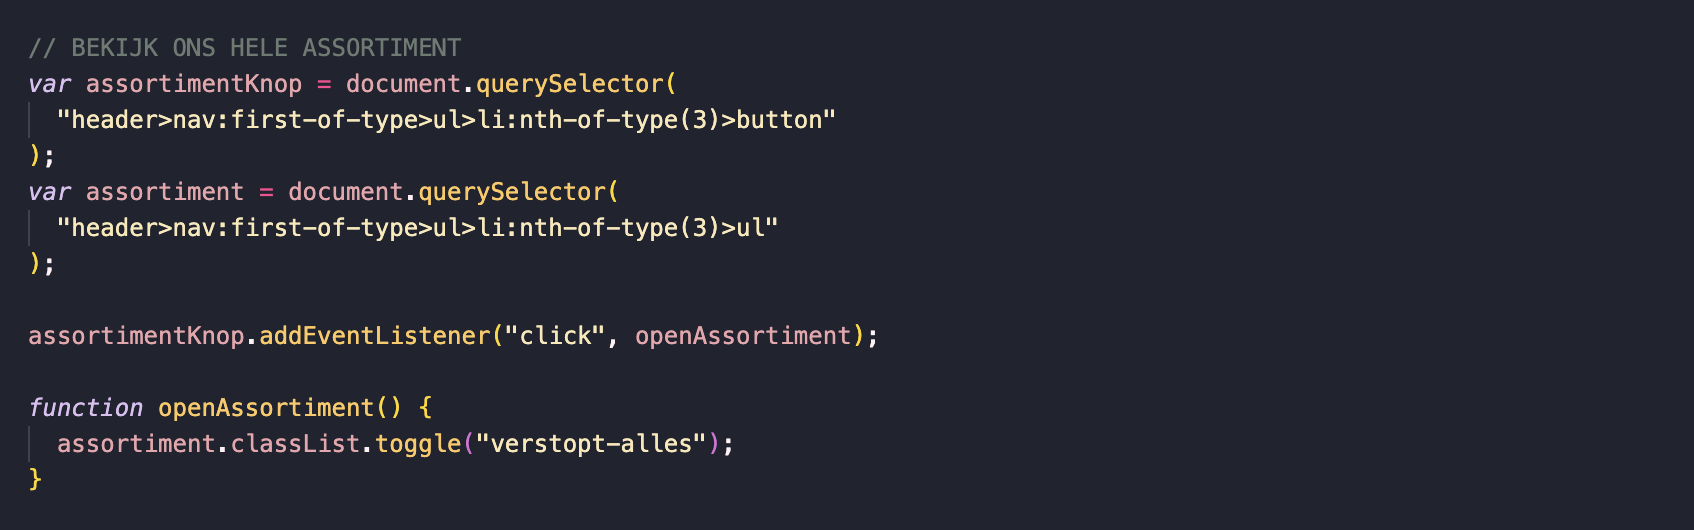 // BEKIJK ONS HELE ASSORTIMENT
var assortimentKnop = document.querySelector(
  "header>nav:first-of-type>ul>li:nth-of-type(3)>button"
);
var assortiment = document.querySelector(
  "header>nav:first-of-type>ul>li:nth-of-type(3)>ul"
);

assortimentKnop.addEventListener("click", openAssortiment);

function openAssortiment() {
  assortiment.classList.toggle("verstopt-alles");
}